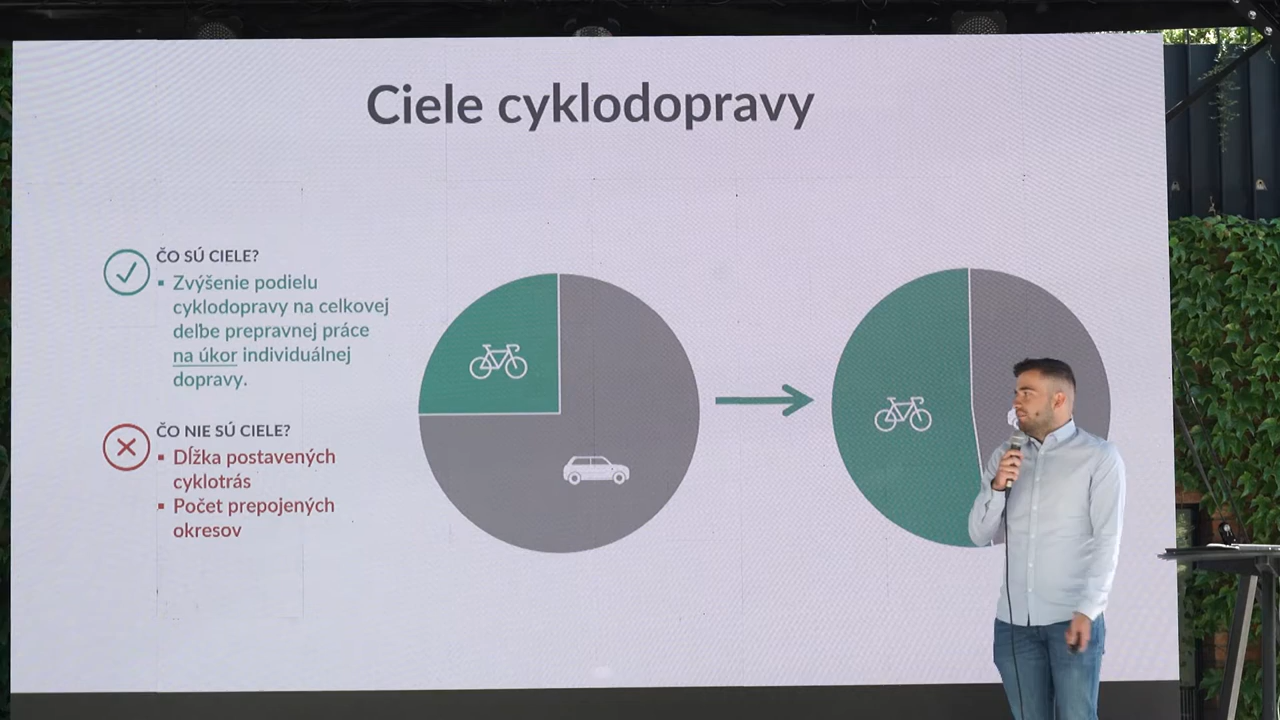 Ciele cyklodopravy
ČO SÚ CIELE?
▪ Zvýšenie podielu
cyklodopravy na celkovej
deľbe prepravnej práce
na úkor individuálnej
dopravy.
ČO NIE SÚ CIELE?
▪ Dĺžka postavených
cyklotrás
▪ Počet prepojených
okresov